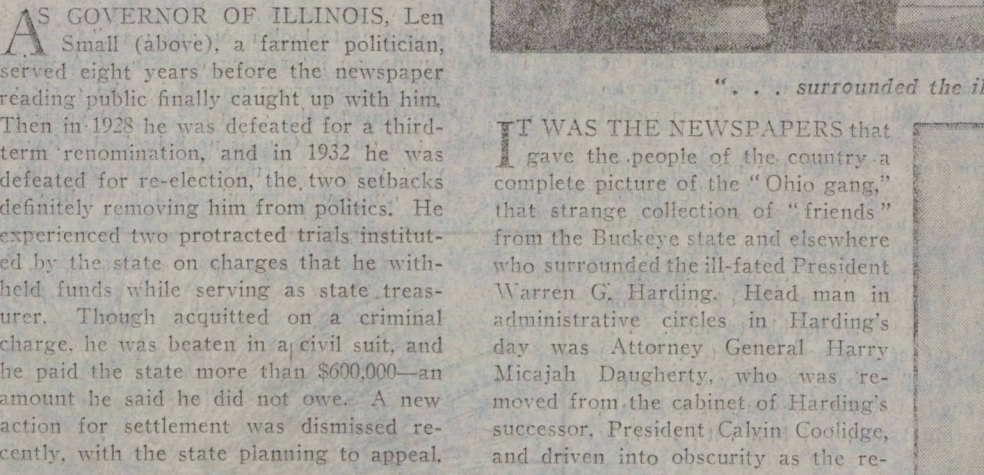 AS GOVERNOR OF ILLINOIS, Len
Small (above), a farmer politician,
served eight years before the newspaper
reading public finally caught up with him.
Then in 1928 he was defeated for a third-
term renomination, and in 1932 he was
defeated for re-election, the two setbacks
definitely removing him from politics. He
experienced two protracted trials institut-
ed by the state on charges that he with-
held funds while serving as state treas-
urer. Though acquitted on a criminal
charge, he was beaten in a civil suit, and
he paid the state more than $600,000—an
amount he said he did not owe. A new
action for settlement was dismissed re-
cently, with the state planning to appeal.
". . . surrounded the il
IT WAS THE NEWSPAPERS that
gave the people of the country a
complete picture of the "Ohio gang,"
that strange collection of "friends"
from the Buckeye state and elsewhere
who surrounded the ill-fated President
Warren G. Harding. Head man in
administrative circles in Harding's
day was Attorney General Harry
Micajah Daugherty, who was re-
moved from the cabinet of Harding's
successor, President Calvin Coolidge,
and driven into obscurity as the re-